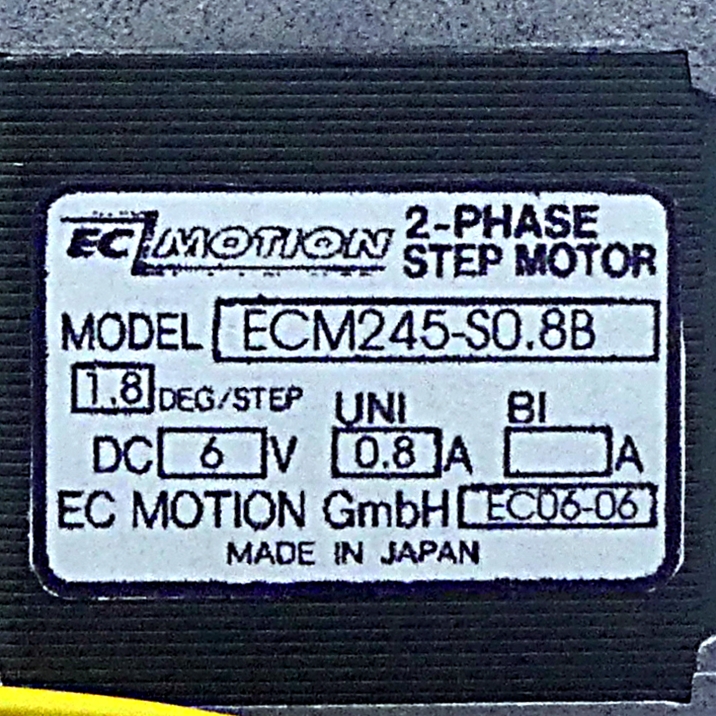 EC MOTION 2-PHASE
STEP MOTOR
MODEL ECM245-S0.8B
1.8 DEG/STEP UNI BI
DC 6 V 0.8 A A
EC MOTION GmbH EC06-06
MADE IN JAPAN